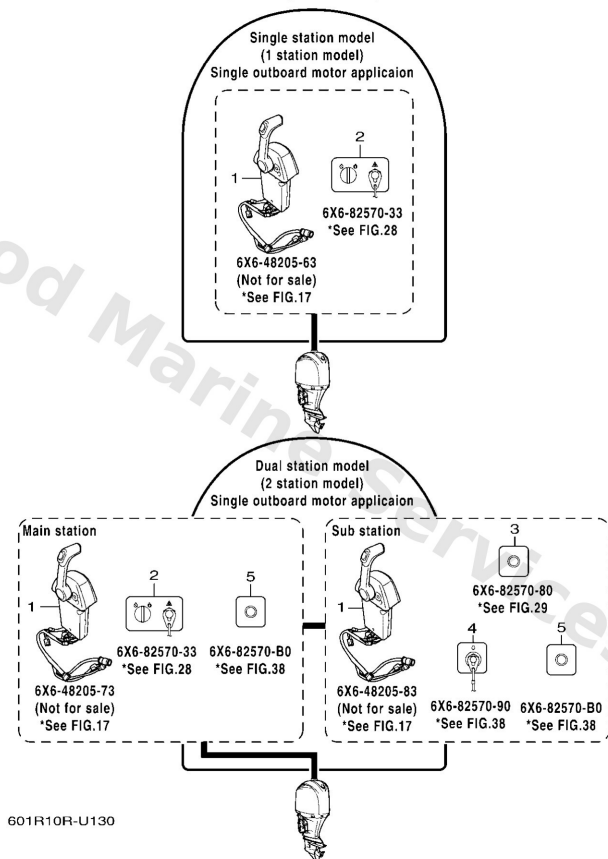 Single station model
(1 station model)
Single outboard motor applicaion
1
2
6X6-82570-33
*See FIG.28
6X6-48205-63
(Not for sale)
*See FIG.17
od Marine Services
Dual station model
(2 station model)
Single outboard motor applicaion
Main station
1
2
5
6X6-82570-33
*See FIG.28
6X6-82570-B0
*See FIG.38
6X6-48205-73
(Not for sale)
*See FIG.17
Sub station
3
6X6-82570-80
*See FIG.29
1
4
5
6X6-48205-83
(Not for sale)
*See FIG.17
6X6-82570-90
*See FIG.38
6X6-82570-B0
*See FIG.38
601R10R-U130